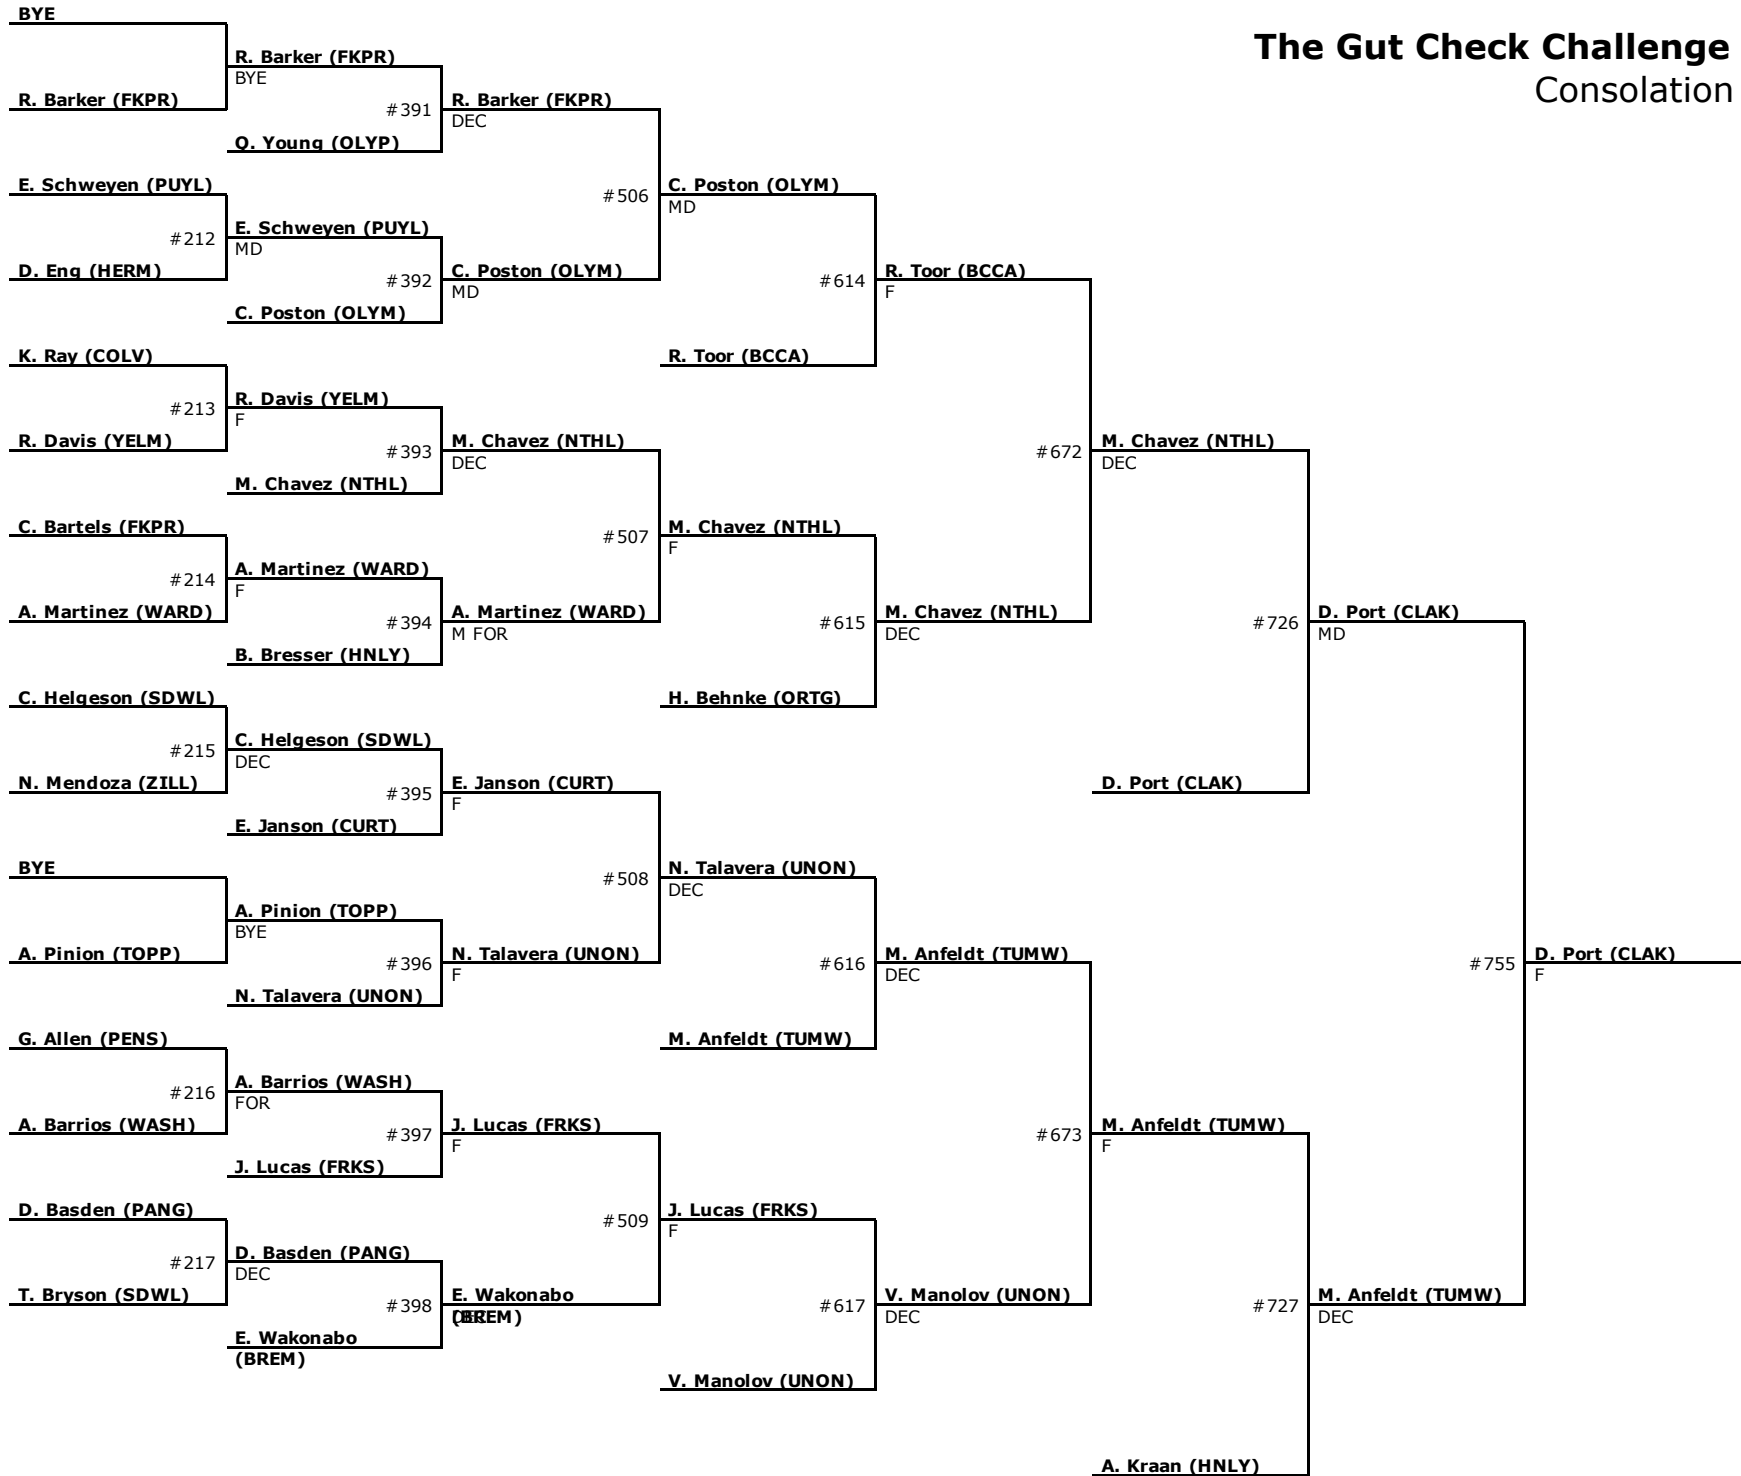 BYE
The Gut Check Challenge
Consolation
R. Barker (FKPR)
BYE
R. Barker (FKPR)
#391
R. Barker (FKPR)
DEC
Q. Young (OLYP)
E. Schweyen (PUYL)
#506
C. Poston (OLYM)
MD
#212
E. Schweyen (PUYL)
MD
D. Eng (HERM)
#392
C. Poston (OLYM)
MD
#614
R. Toor (BCCA)
F
C. Poston (OLYM)
K. Ray (COLV)
R. Toor (BCCA)
#213
R. Davis (YELM)
F
R. Davis (YELM)
#393
M. Chavez (NTHL)
DEC
#672
M. Chavez (NTHL)
DEC
M. Chavez (NTHL)
C. Bartels (FKPR)
#507
M. Chavez (NTHL)
F
#214
A. Martinez (WARD)
F
A. Martinez (WARD)
#394
A. Martinez (WARD)
M FOR
#615
M. Chavez (NTHL)
DEC
#726
D. Port (CLAK)
MD
B. Bresser (HNLY)
C. Helgeson (SDWL)
H. Behnke (ORTG)
#215
C. Helgeson (SDWL)
DEC
N. Mendoza (ZILL)
#395
E. Janson (CURT)
F
D. Port (CLAK)
E. Janson (CURT)
BYE
#508
N. Talavera (UNON)
DEC
A. Pinion (TOPP)
BYE
A. Pinion (TOPP)
#396
N. Talavera (UNON)
F
#616
M. Anfeldt (TUMW)
DEC
#755
D. Port (CLAK)
F
N. Talavera (UNON)
G. Allen (PENS)
M. Anfeldt (TUMW)
#216
A. Barrios (WASH)
FOR
A. Barrios (WASH)
#397
J. Lucas (FRKS)
F
#673
M. Anfeldt (TUMW)
F
J. Lucas (FRKS)
D. Basden (PANG)
#509
J. Lucas (FRKS)
F
#217
D. Basden (PANG)
DEC
T. Bryson (SDWL)
#398
E. Wakonabo
(BREM)
#617
V. Manolov (UNON)
DEC
#727
M. Anfeldt (TUMW)
DEC
E. Wakonabo
(BREM)
V. Manolov (UNON)
A. Kraan (HNLY)